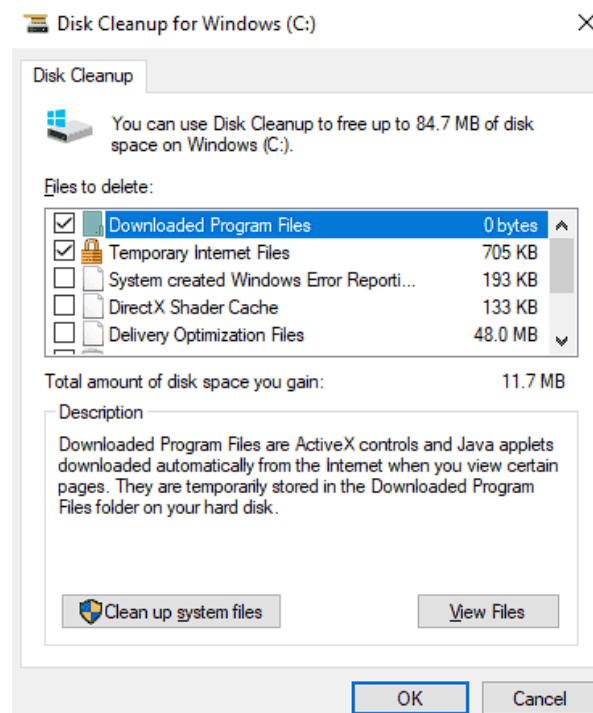 Disk Cleanup for Windows (C:)
Disk Cleanup
You can use Disk Cleanup to free up to 84.7 MB of disk
space on Windows (C:).
Files to delete:
Downloaded Program Files 0 bytes
Temporary Internet Files 705 KB
System created Windows Error Reporti... 193 KB
DirectX Shader Cache 133 KB
Delivery Optimization Files 48.0 MB
Total amount of disk space you gain: 11.7 MB
Description
Downloaded Program Files are ActiveX controls and Java applets
downloaded automatically from the Internet when you view certain
pages. They are temporarily stored in the Downloaded Program
Files folder on your hard disk.
Clean up system files View Files
OK Cancel